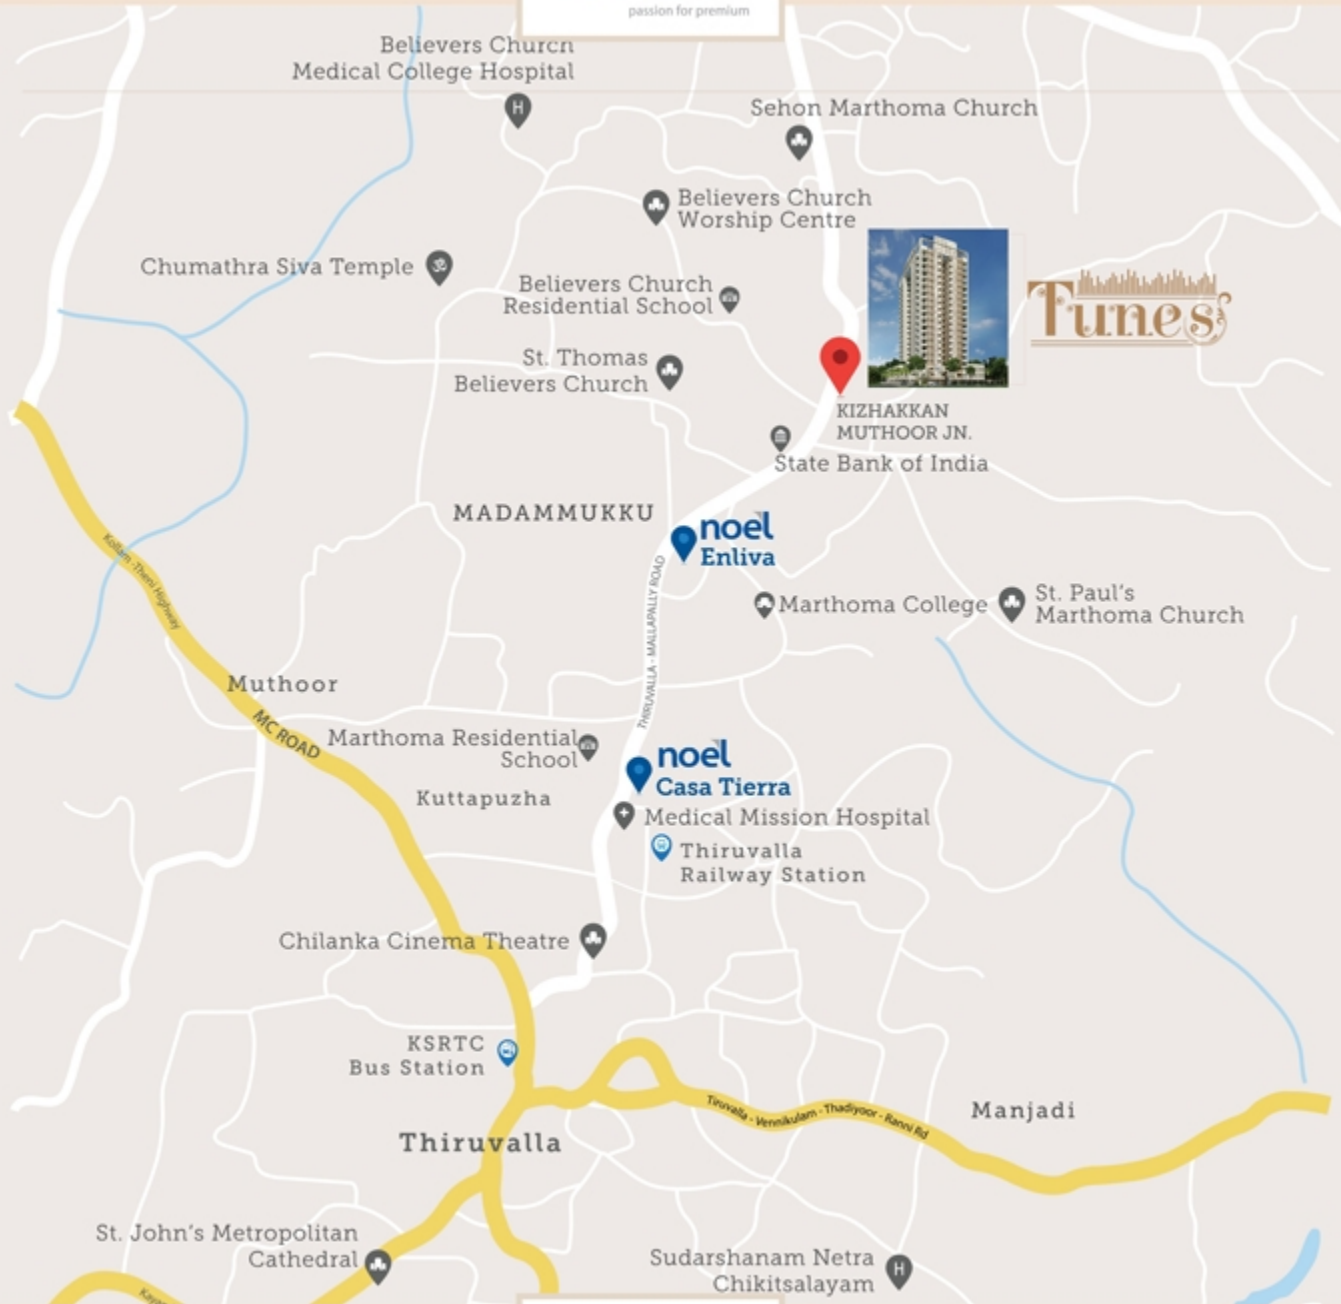 passion for premium
Believers Church
Medical College Hospital
H
Sehon Marthoma Church
Believers Church
Worship Centre
Chumathra Siva Temple
ॐ
Believers Church
Residential School
Tunes
St. Thomas
Believers Church
KIZHAKKAN
MUTHOOR JN.
State Bank of India
MADAMMUKKU
noel
Enliva
Kollam -Theni Highway
THIRUVALLA - MALLAPALLY ROAD
Marthoma College
St. Paul's
Marthoma Church
Muthoor
MC ROAD
Marthoma Residential
School
noel
Casa Tierra
Kuttapuzha
Medical Mission Hospital
Thiruvalla
Railway Station
Chilanka Cinema Theatre
KSRTC
Bus Station
Tiruvalla - Vennikulam - Thadiyoor - Ranni Rd
Manjadi
Thiruvalla
St. John's Metropolitan
Cathedral
Sudarshanam Netra
Chikitsalayam
H